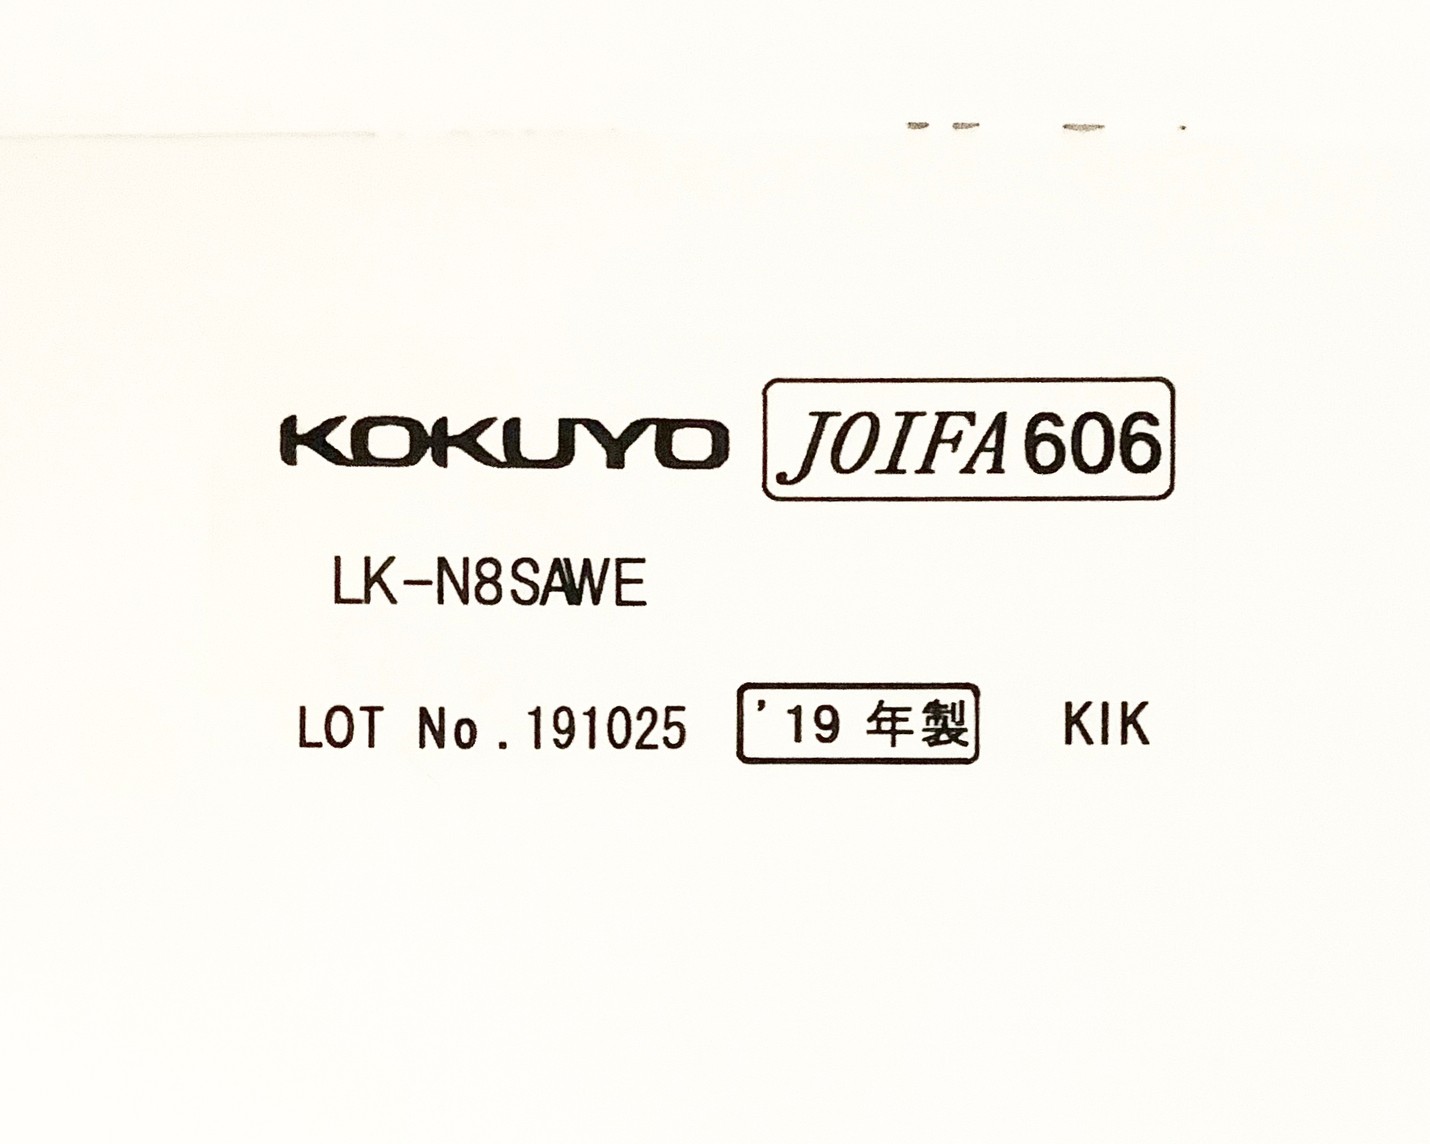 KOKUYO JOIFA606
LK-N8SAWE
LOT No.191025 '19 年製 KIK